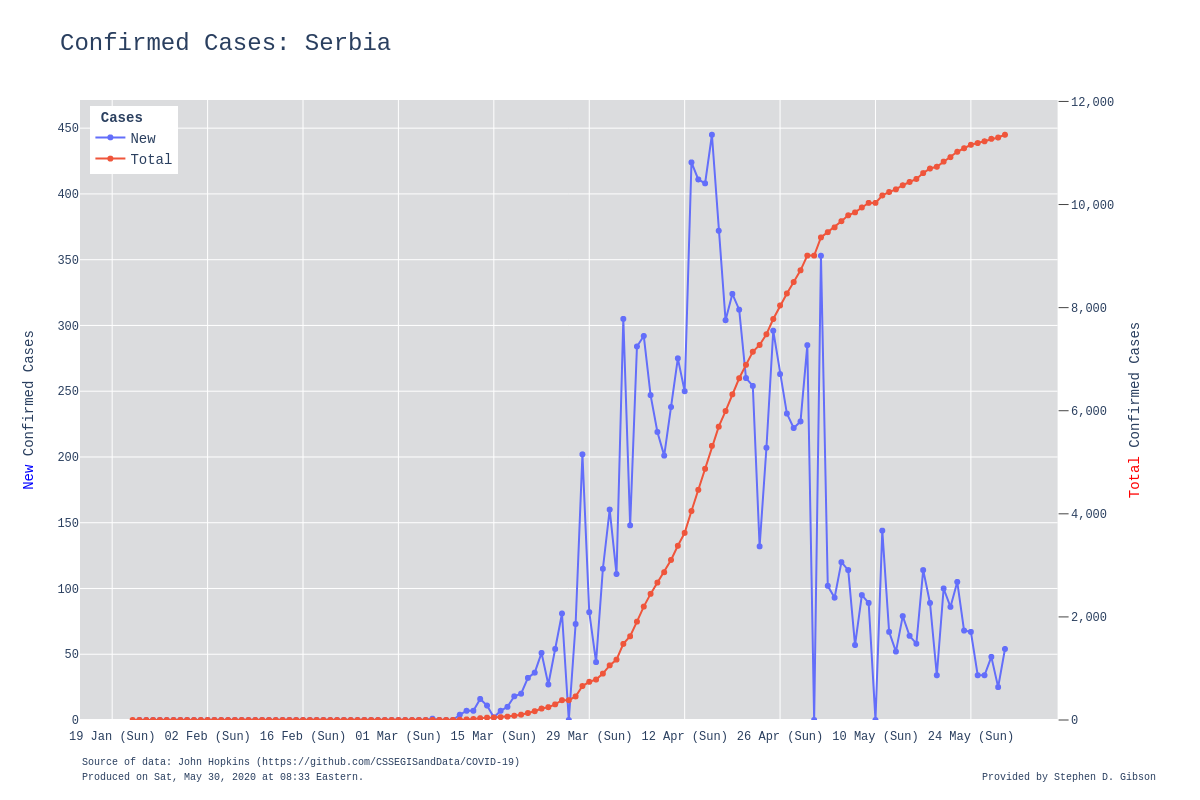 Confirmed Cases: Serbia
Cases
New
Total
450
400
350
300
250
200
150
100
50
0
12,000
10,000
8,000
6,000
4,000
2,000
0
New Confirmed Cases
Total Confirmed Cases
19 Jan (Sun) 02 Feb (Sun) 16 Feb (Sun) 01 Mar (Sun) 15 Mar (Sun) 29 Mar (Sun) 12 Apr (Sun) 26 Apr (Sun) 10 May (Sun) 24 May (Sun)
Source of data: John Hopkins (https://github.com/CSSEGISandData/COVID-19)
Produced on Sat, May 30, 2020 at 08:33 Eastern.
Provided by Stephen D. Gibson